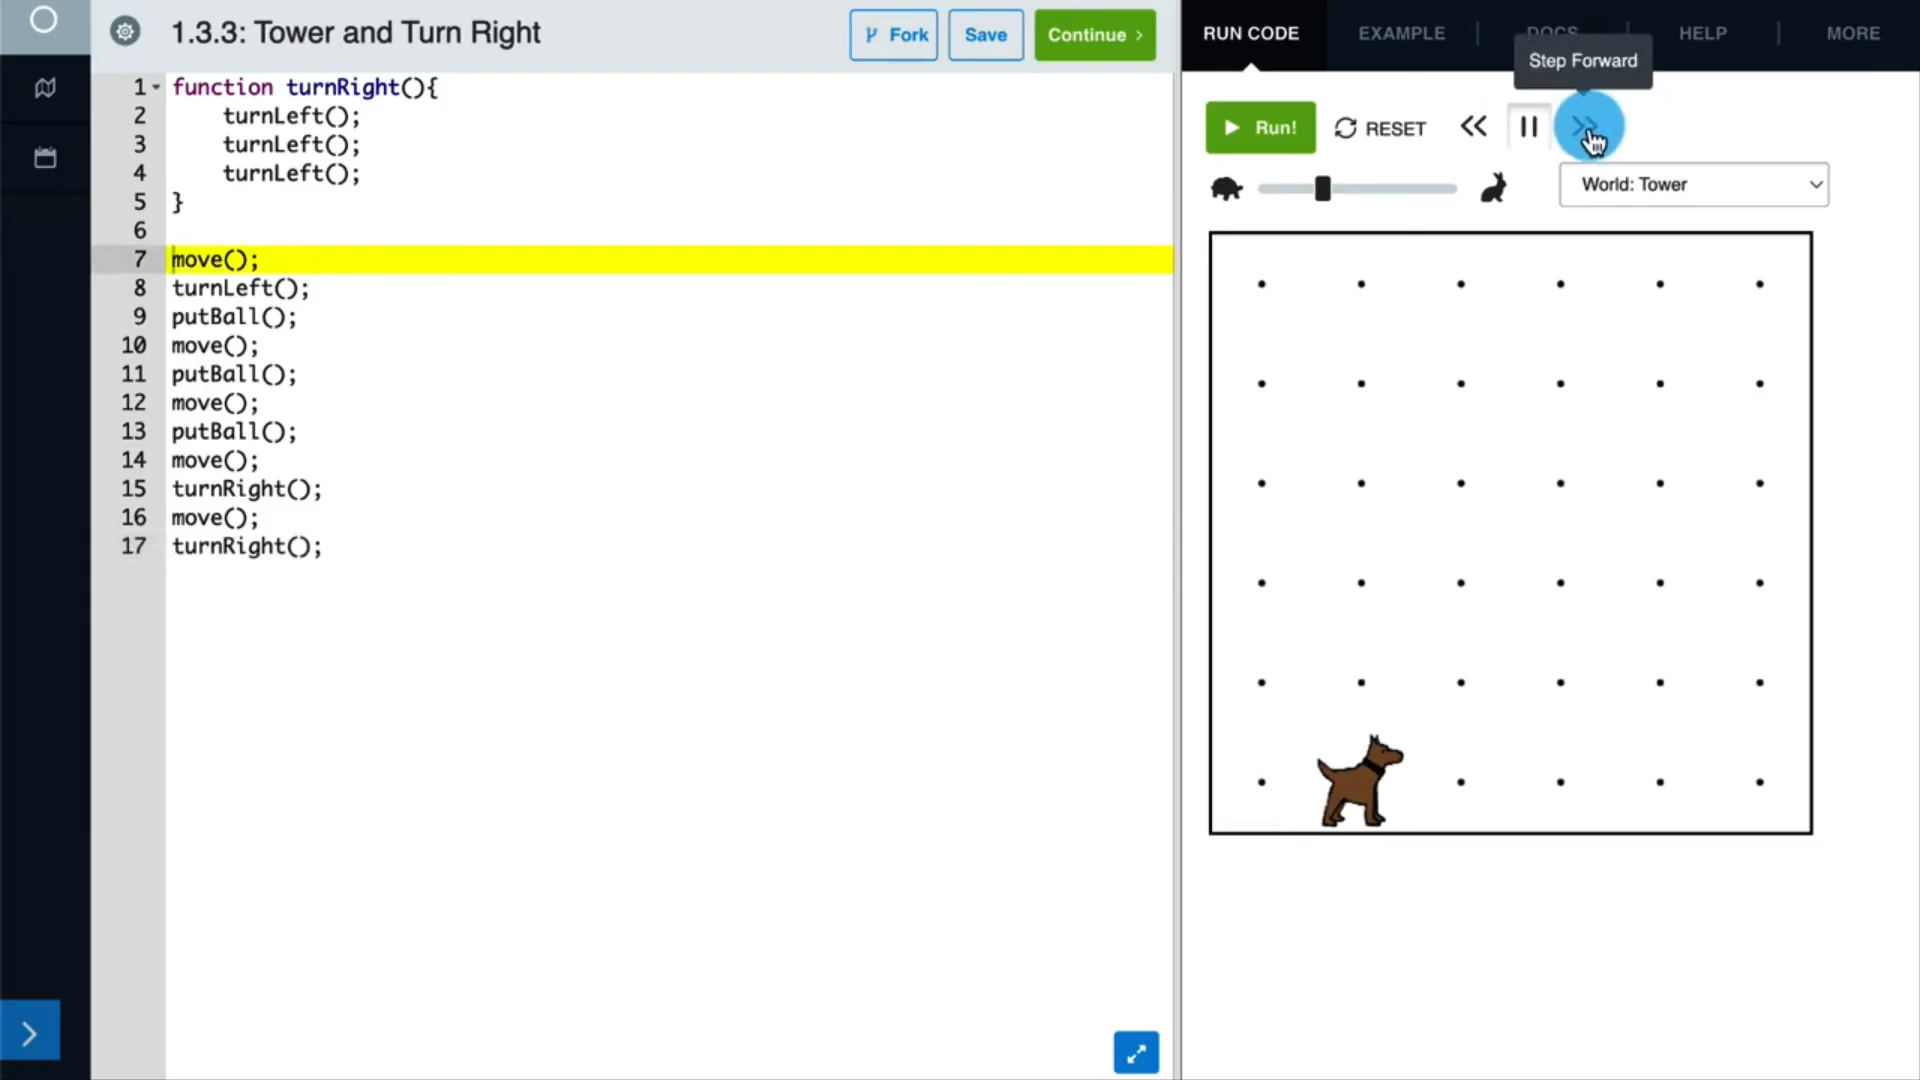 1.3.3: Tower and Turn Right
Fork
Save
Continue >
RUN CODE
EXAMPLE
DOCS
HELP
MORE
Step Forward
Run!
RESET
World: Tower
1 function turnRight(){
2     turnLeft();
3     turnLeft();
4     turnLeft();
5 }
6
7 move();
8 turnLeft();
9 putBall();
10 move();
11 putBall();
12 move();
13 putBall();
14 move();
15 turnRight();
16 move();
17 turnRight();